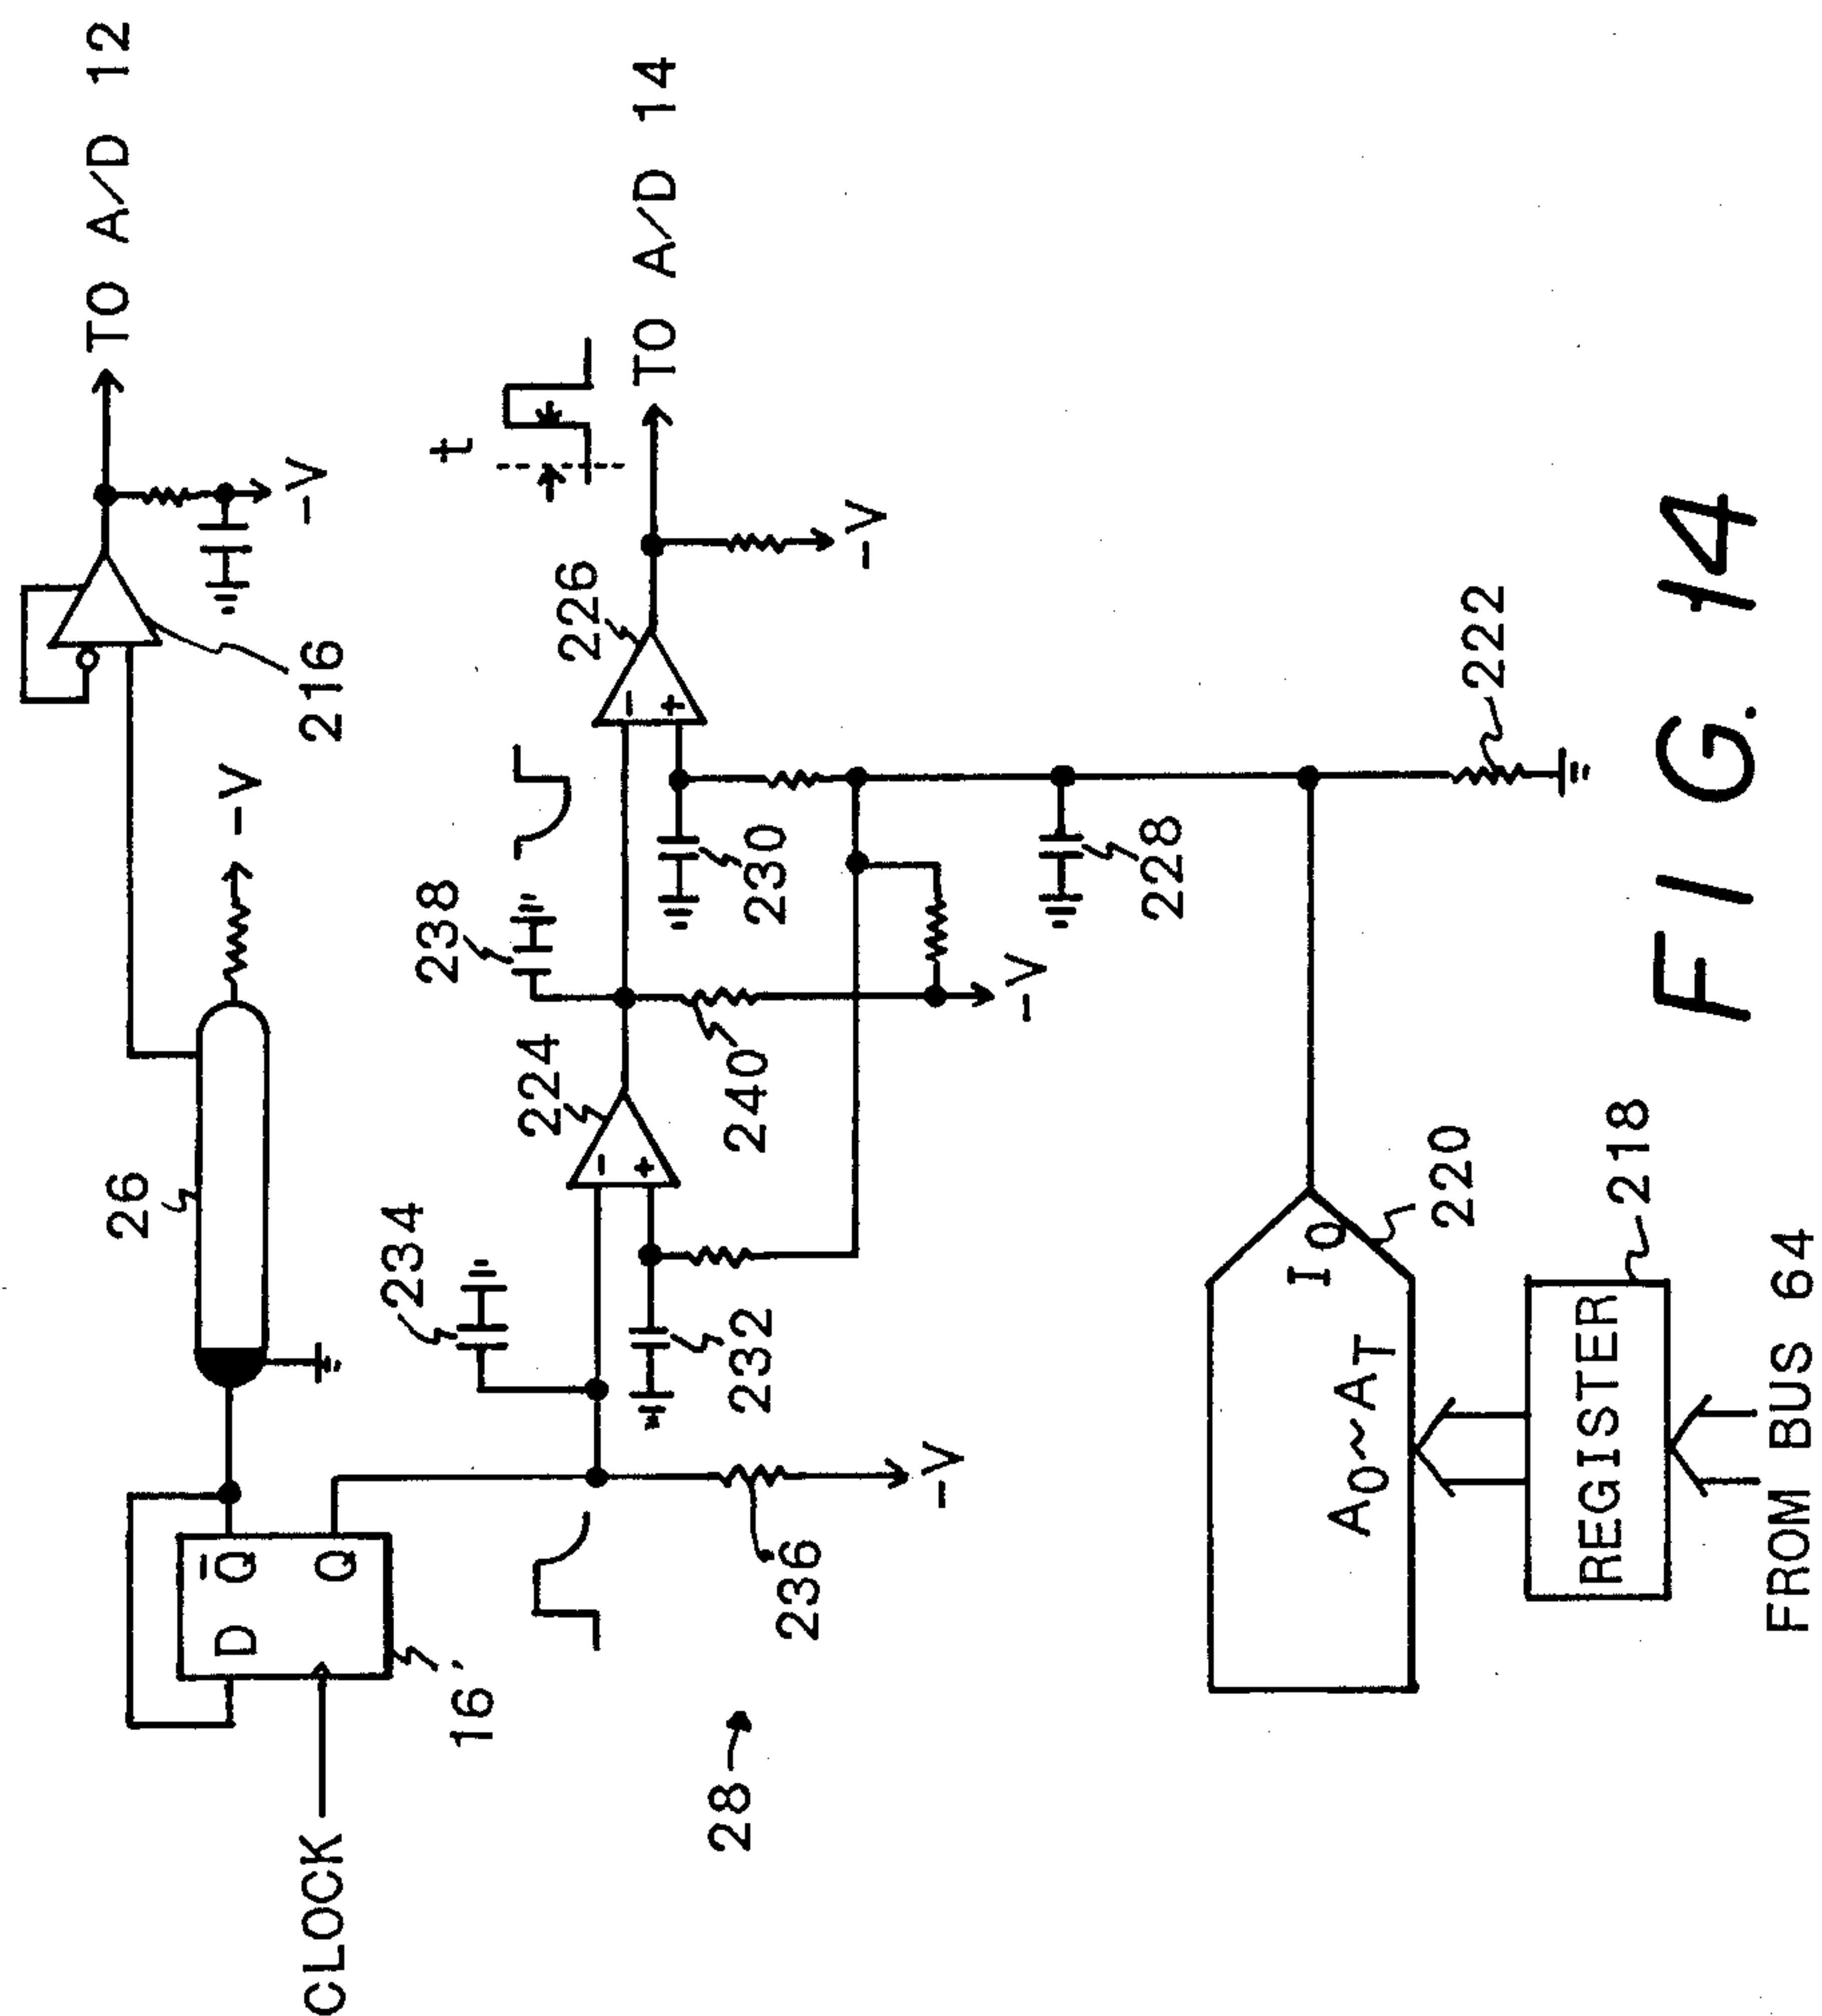 TO A/D 12
-V
216
-V
26
D
Q̅
Q
CLOCK
16'
TO A/D 14
t
-V
226
-
+
238
230
224
-
+
234
240
232
-V
236
-V
28
228
222
I
O
A0~AT
220
REGISTER
218
FROM BUS 64
FIG. 14